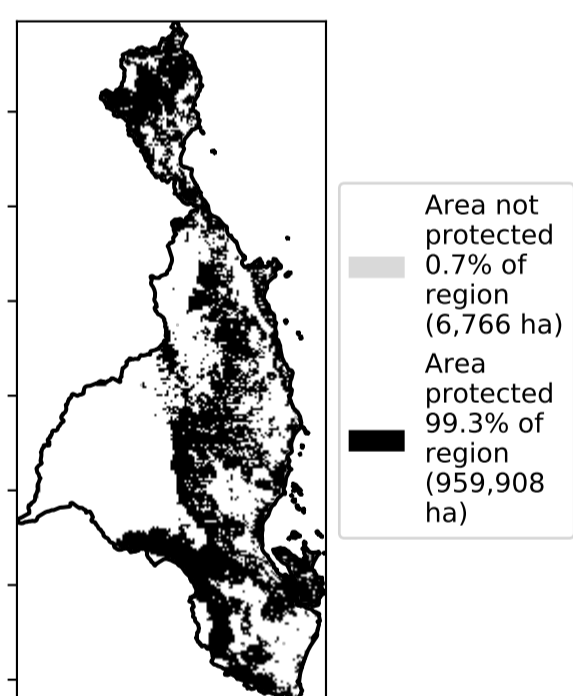 Area not
protected
0.7% of
region
(6,766 ha)
Area
protected
99.3% of
region
(959,908
ha)